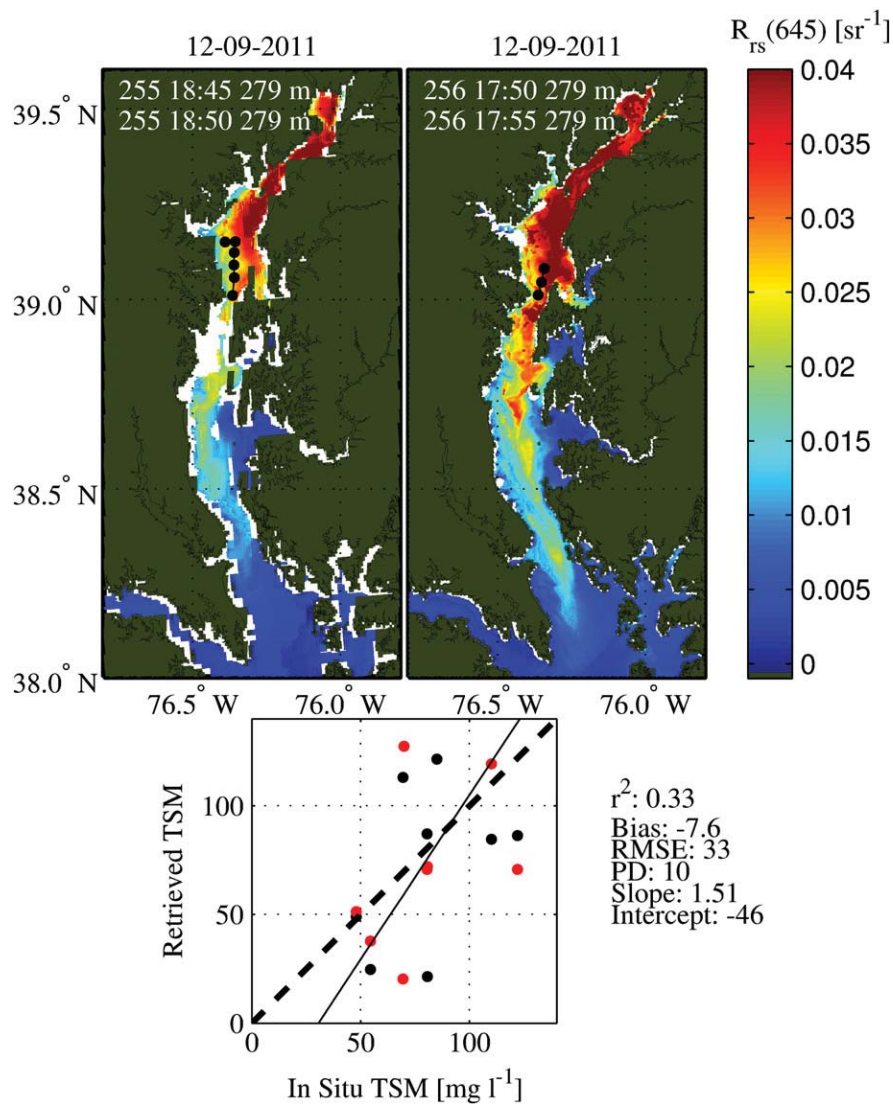 R_rs(645) [sr^-1]
12-09-2011
12-09-2011
255 18:45 279 m
255 18:50 279 m
256 17:50 279 m
256 17:55 279 m
39.5° N
39.0° N
38.5° N
38.0° N
76.5° W
76.0° W
76.5° W
76.0° W
0.04
0.035
0.03
0.025
0.02
0.015
0.01
0.005
0
Retrieved TSM
100
50
0
0
50
100
In Situ TSM [mg l^-1]
r^2: 0.33
Bias: -7.6
RMSE: 33
PD: 10
Slope: 1.51
Intercept: -46